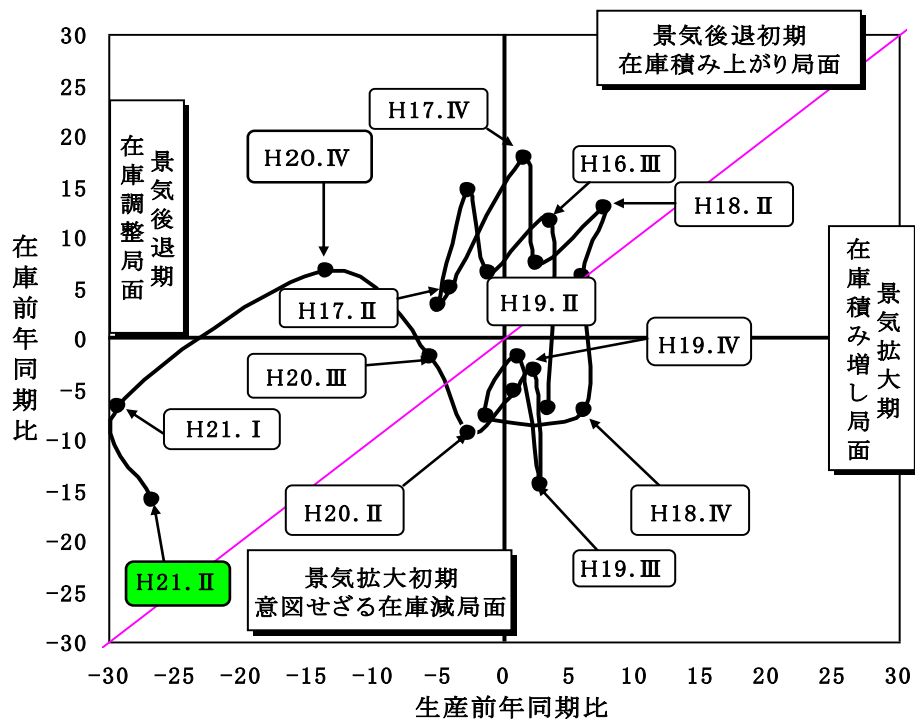 景気後退初期
在庫積み上がり局面
H17.Ⅳ
H20.Ⅳ
H16.Ⅲ
H18.Ⅱ
景気後退期
在庫調整局面
H17.Ⅱ
H19.Ⅱ
H19.Ⅳ
H20.Ⅲ
景気拡大期
在庫積み増し局面
H21.Ⅰ
H20.Ⅱ
H18.Ⅳ
H19.Ⅲ
H21.Ⅱ
景気拡大初期
意図せざる在庫減局面
在庫前年同期比
30
25
20
15
10
5
0
-5
-10
-15
-20
-25
-30
-30 -25 -20 -15 -10 -5 0 5 10 15 20 25 30
生産前年同期比